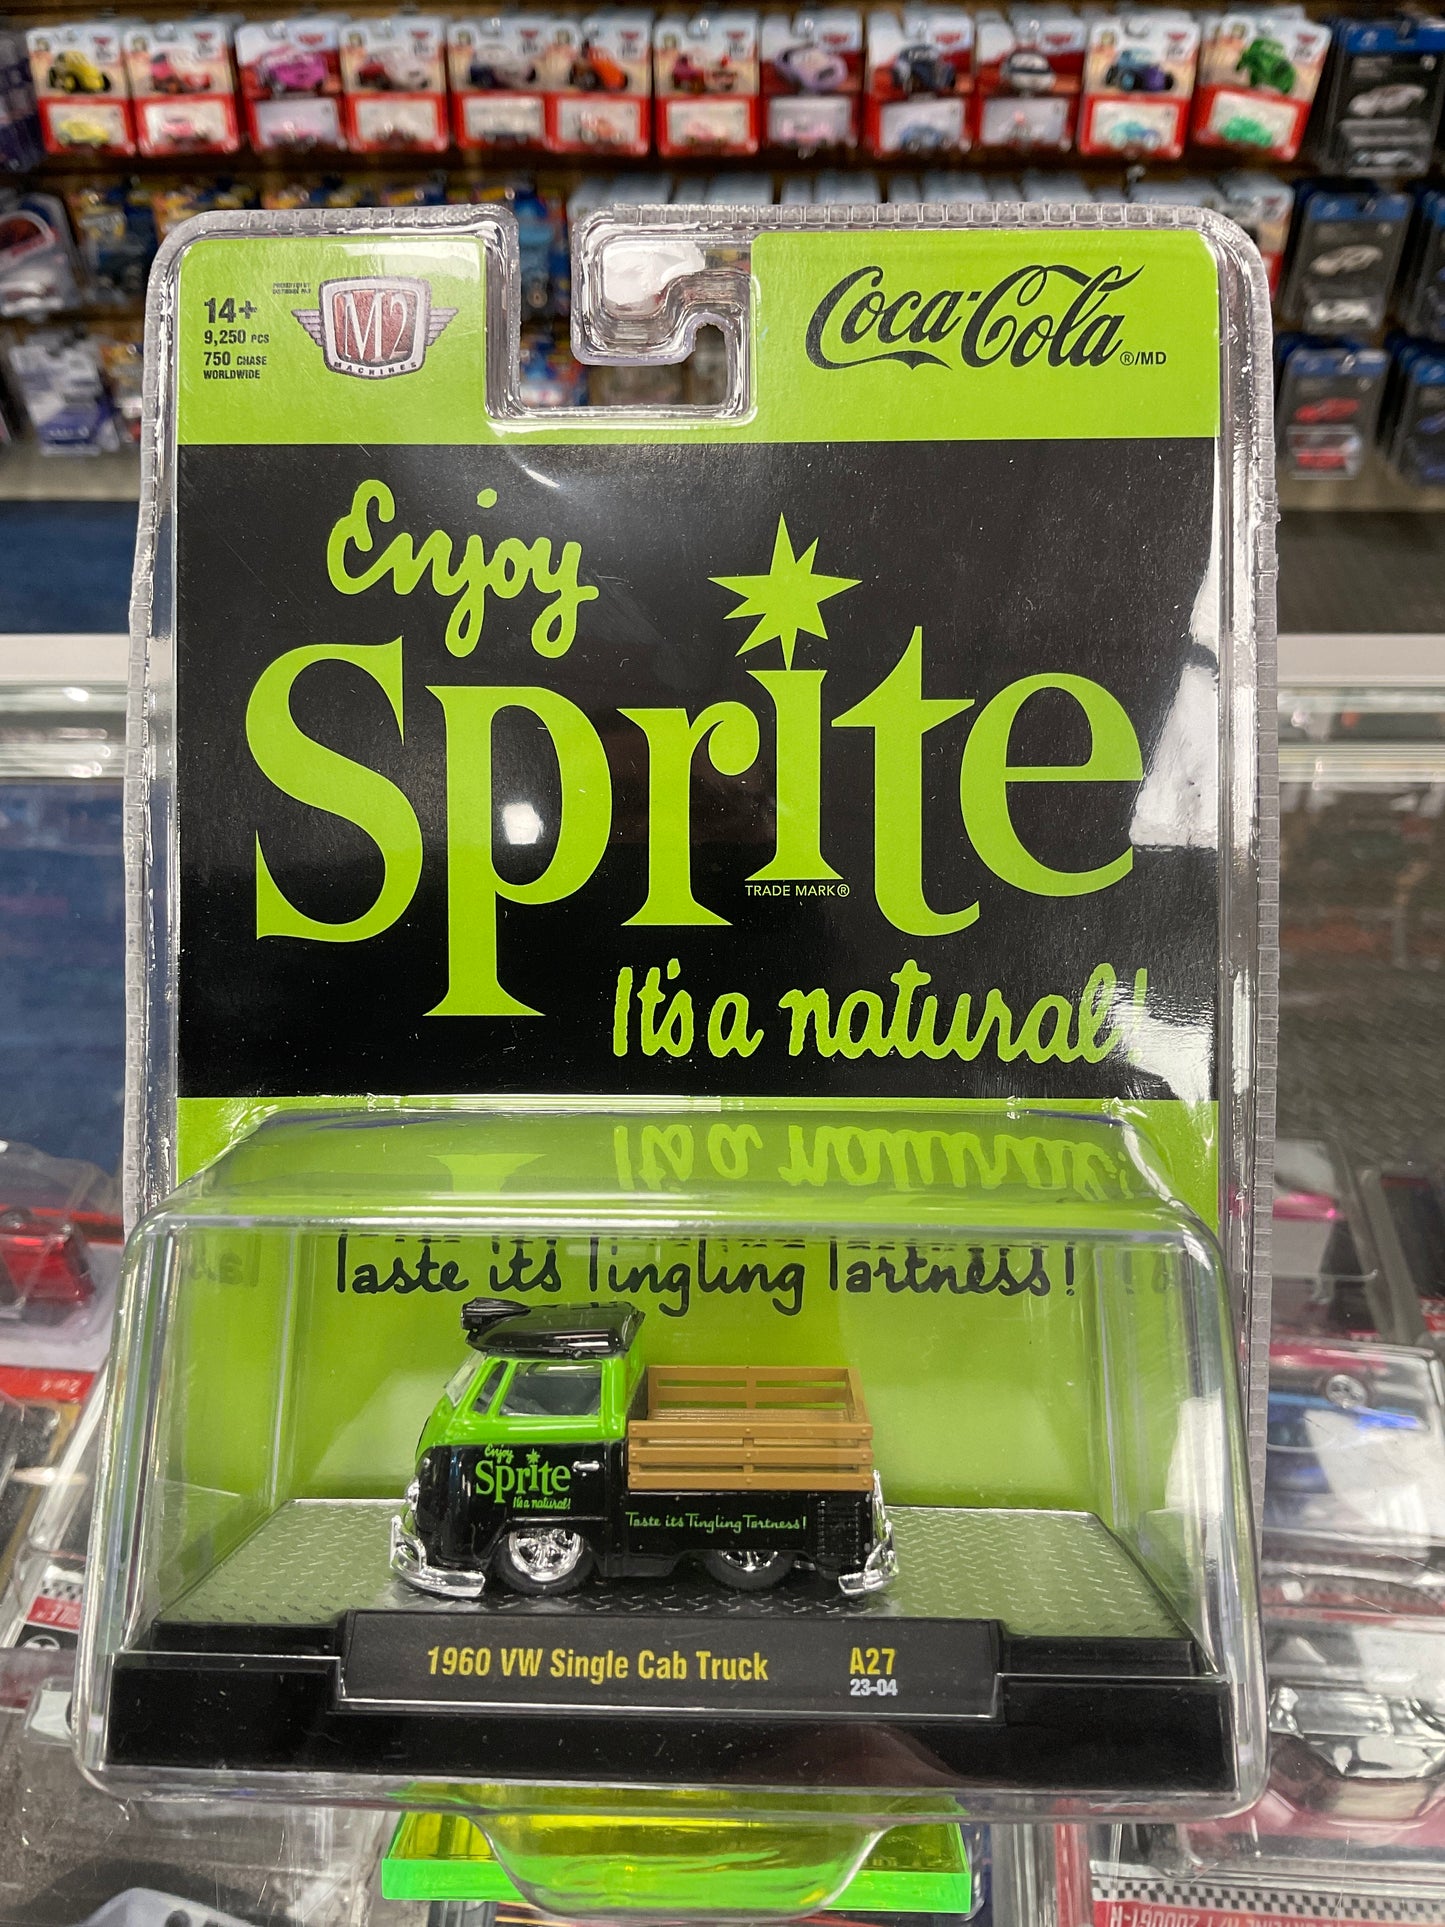 14+
9,250 PCS
750 CHASE
WORLDWIDE
M2
MACHINES
Coca-Cola ®/MD
Enjoy
Sprite
TRADE MARK®
It's a natural!
Taste its Tingling Tartness!
Enjoy
Sprite
It's a natural!
Taste its Tingling Tartness!
1960 VW Single Cab Truck A27
23-04